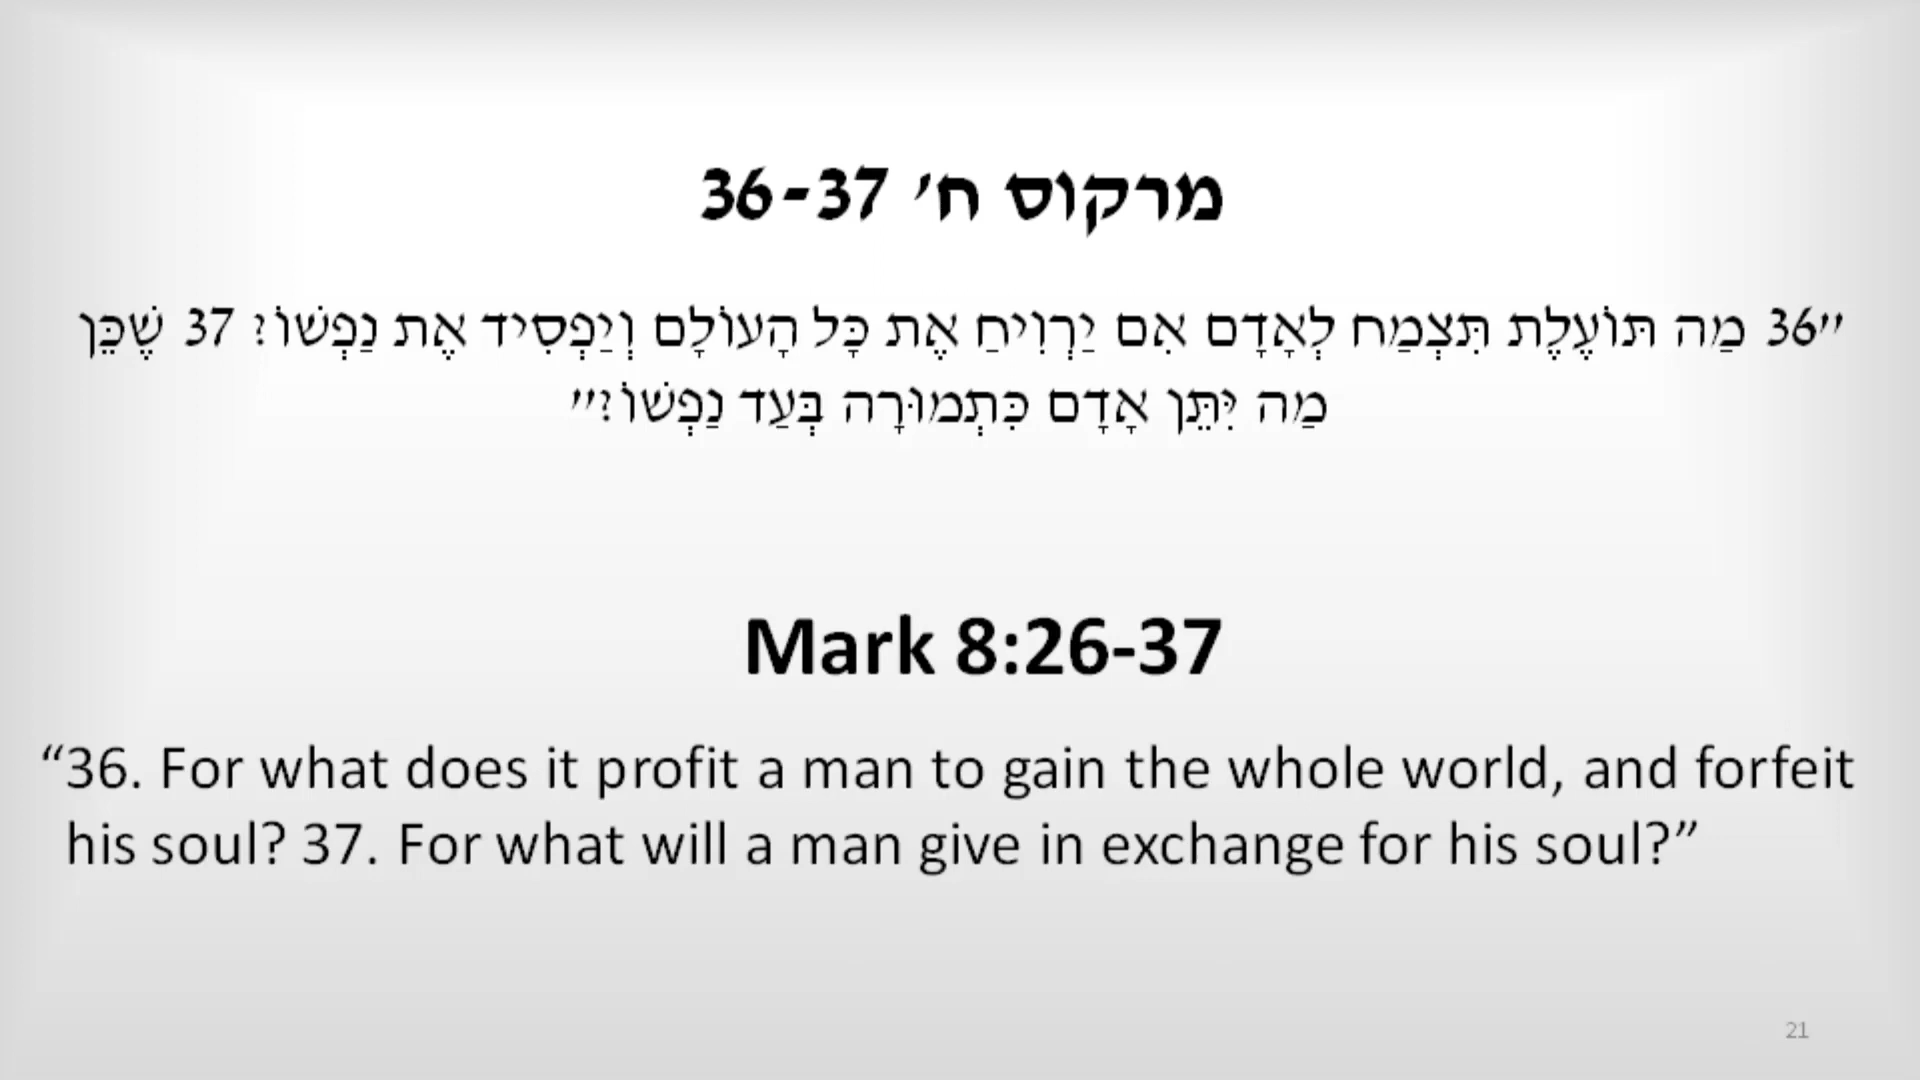 מרקוס ח׳ 36-37
״36 מַה תּוֹעֶלֶת תִּצְמַח לְאָדָם אִם יַרְוִיחַ אֶת כָּל הָעוֹלָם וְיַפְסִיד אֶת נַפְשׁוֹ? 37 שֶׁכֵּן
מַה יִּתֵּן אָדָם כִּתְמוּרָה בְּעַד נַפְשׁוֹ?״
Mark 8:26-37
“36. For what does it profit a man to gain the whole world, and forfeit
his soul? 37. For what will a man give in exchange for his soul?”
21